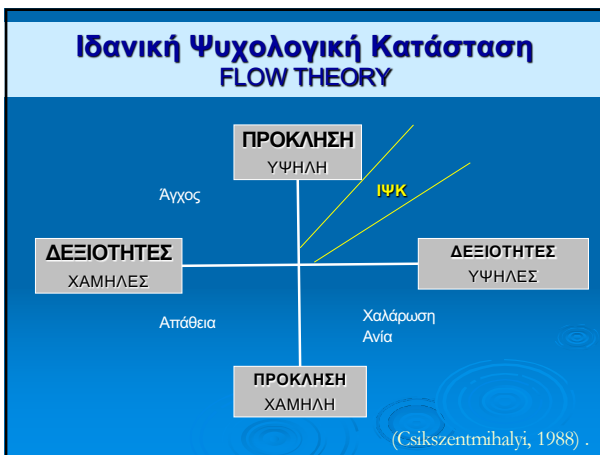 Ιδανική Ψυχολογική Κατάσταση
FLOW THEORY
ΠΡΟΚΛΗΣΗ
ΥΨΗΛΗ
Άγχος
ΙΨΚ
ΔΕΞΙΟΤΗΤΕΣ
ΧΑΜΗΛΕΣ
ΔΕΞΙΟΤΗΤΕΣ
ΥΨΗΛΕΣ
Απάθεια
Χαλάρωση
Ανία
ΠΡΟΚΛΗΣΗ
ΧΑΜΗΛΗ
(Csikszentmihalyi, 1988) .